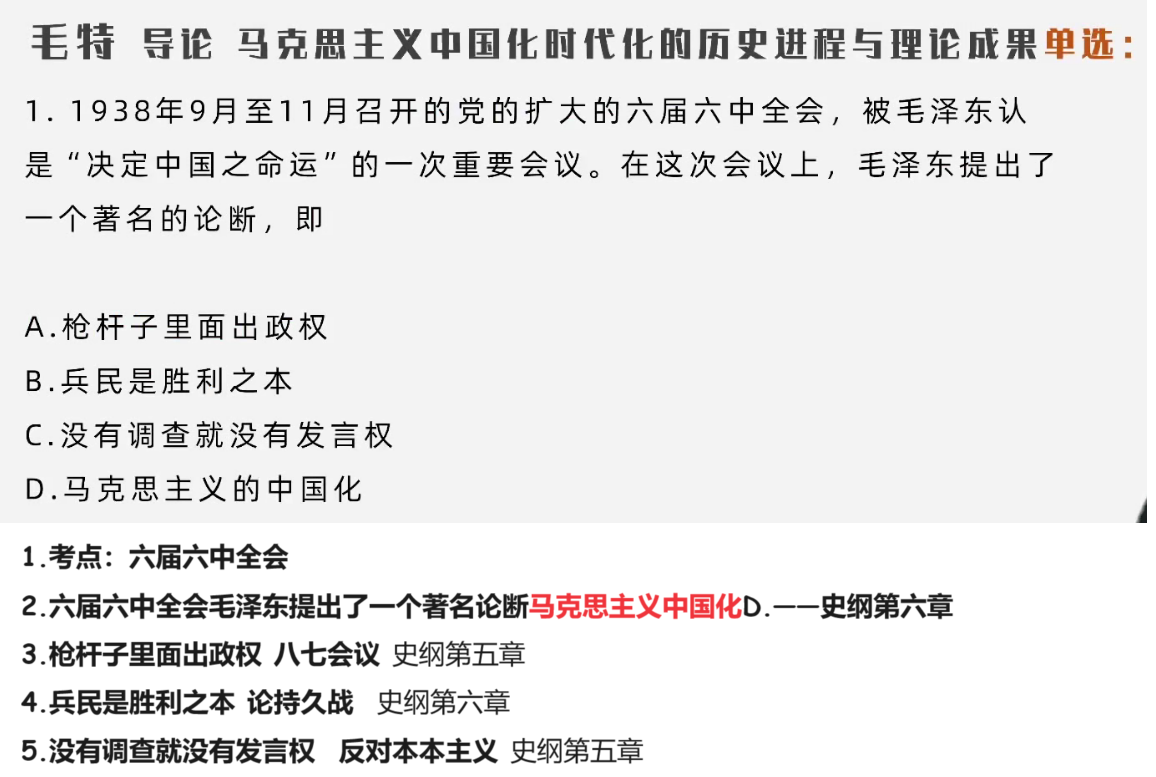 毛特 导论 马克思主义中国化时代化的历史进程与理论成果单选：
1. 1938年9月至11月召开的党的扩大的六届六中全会，被毛泽东认
是“决定中国之命运”的一次重要会议。在这次会议上，毛泽东提出了
一个著名的论断，即
A.枪杆子里面出政权
B.兵民是胜利之本
C.没有调查就没有发言权
D.马克思主义的中国化
1.考点：六届六中全会
2.六届六中全会毛泽东提出了一个著名论断马克思主义中国化D.——史纲第六章
3.枪杆子里面出政权 八七会议 史纲第五章
4.兵民是胜利之本 论持久战 史纲第六章
5.没有调查就没有发言权 反对本本主义 史纲第五章